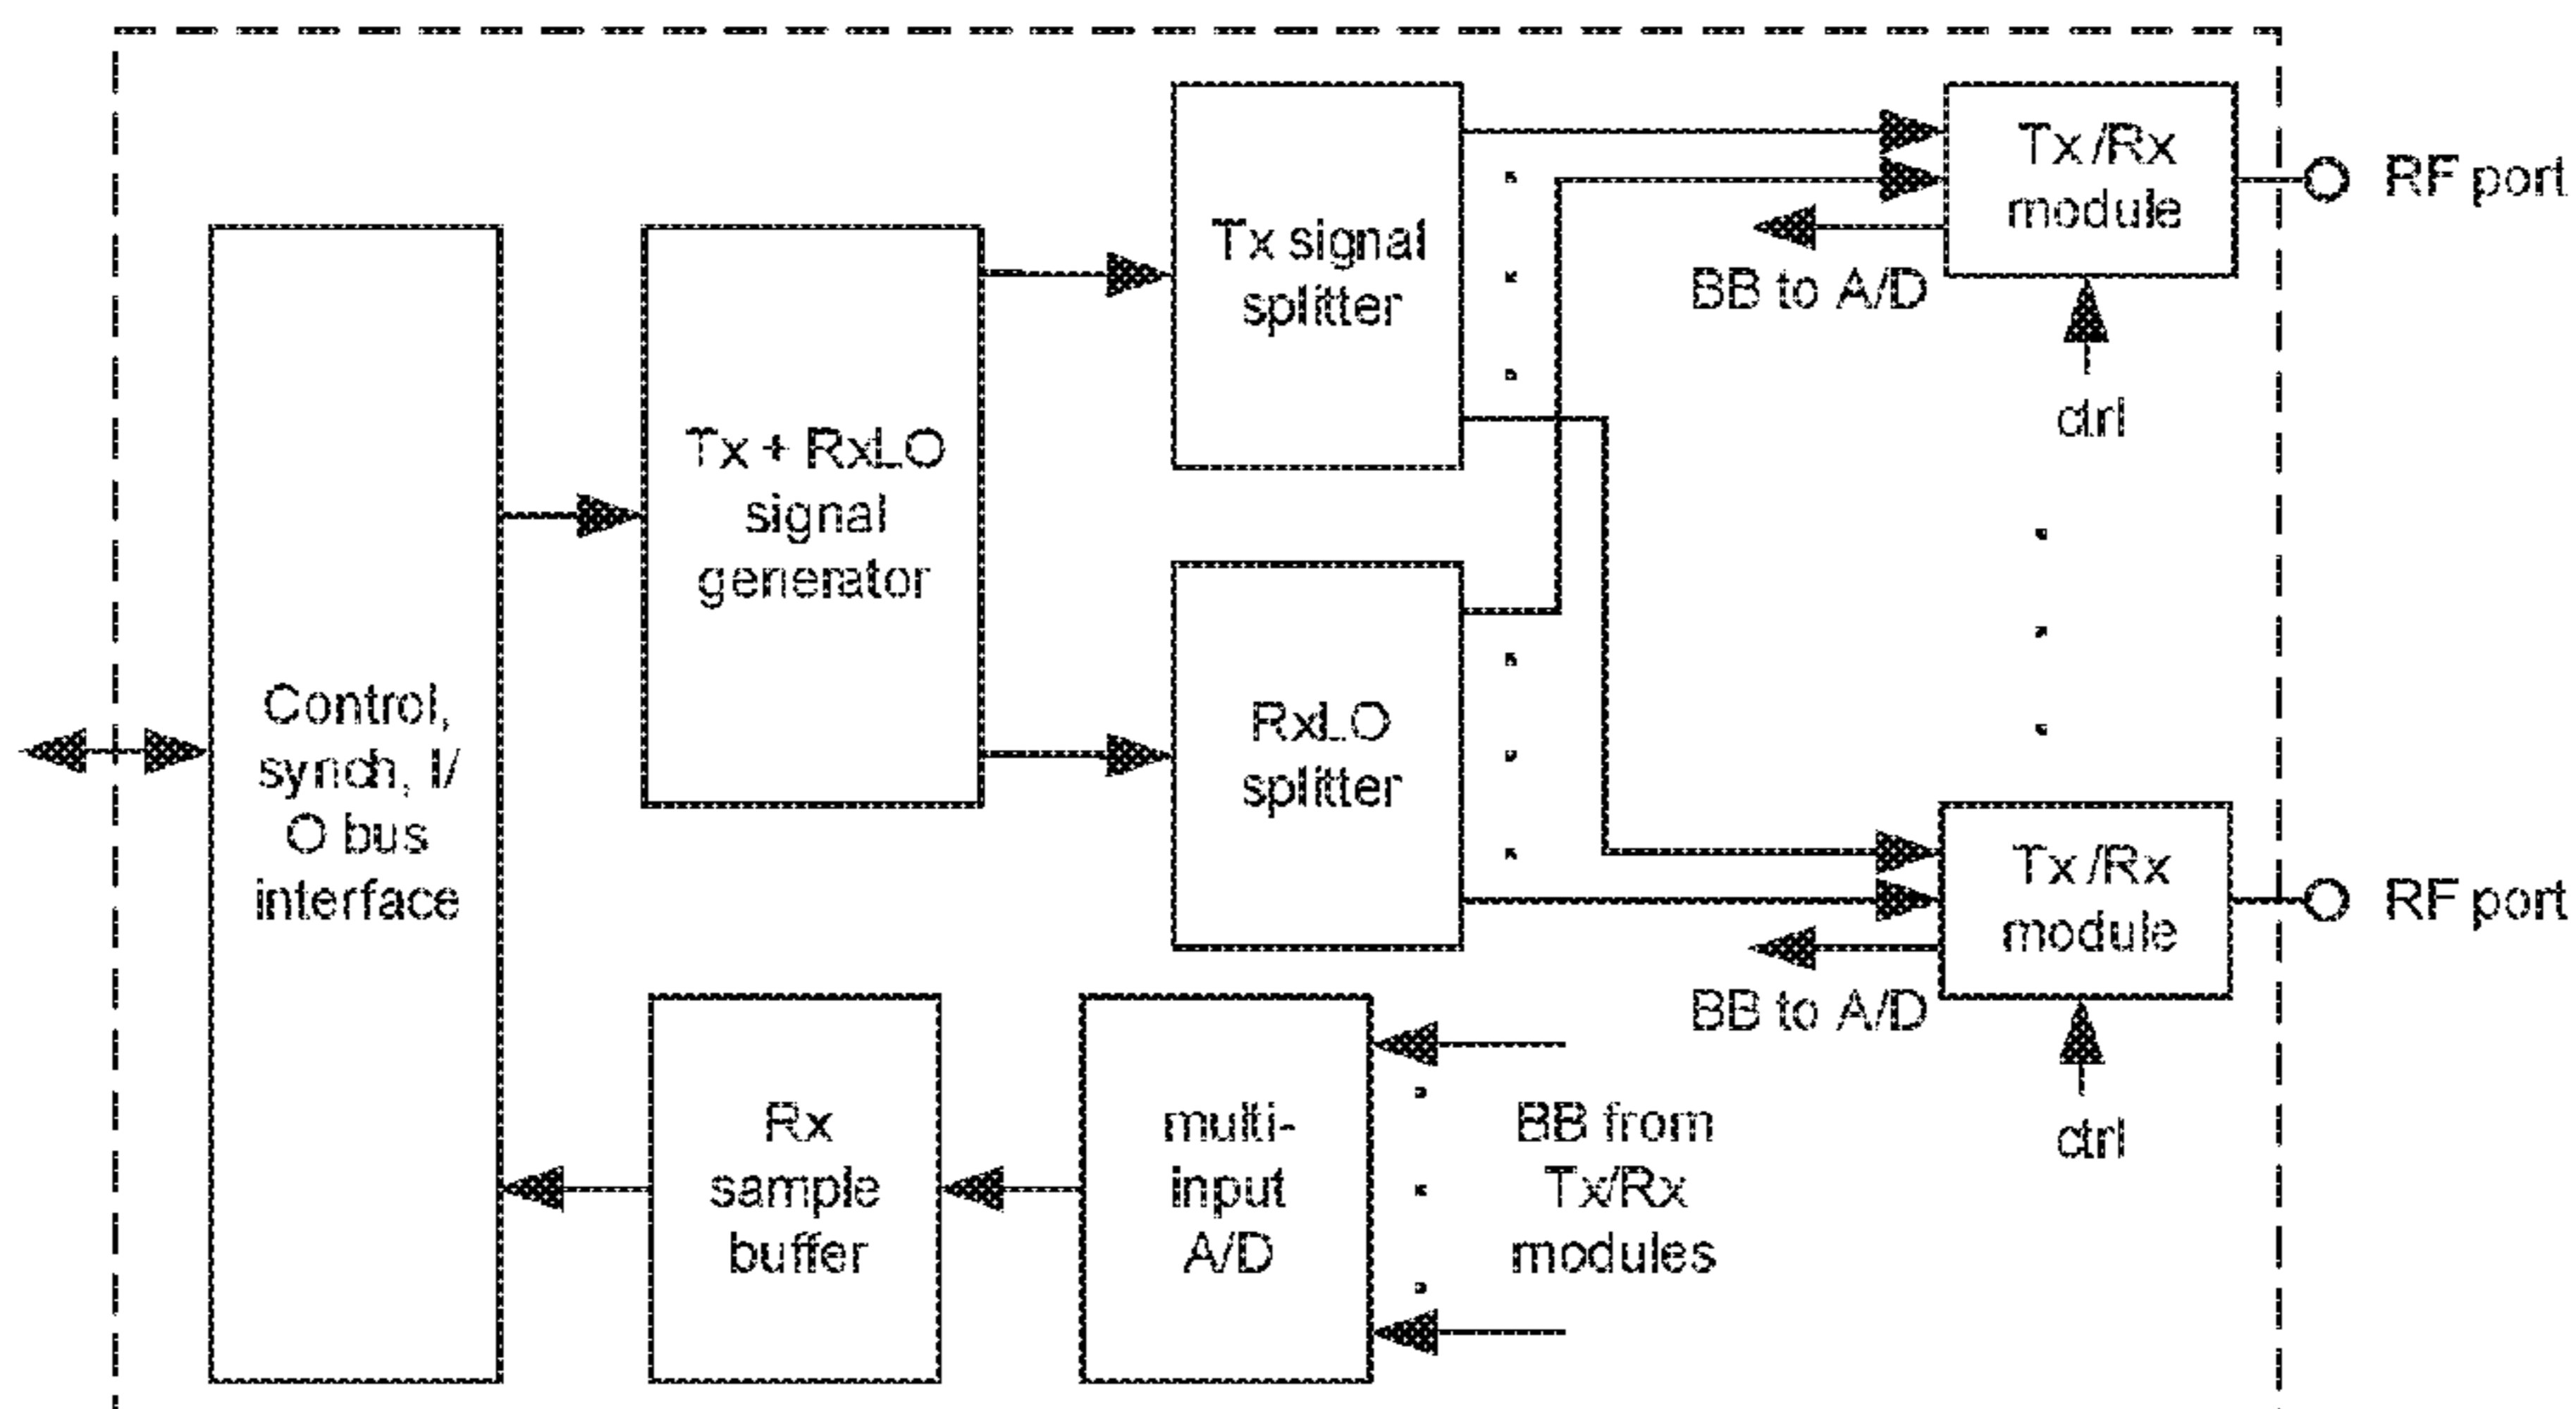 Tx /Rx
module
RF port
Tx signal
splitter
BB to A/D
ctrl
Tx + RxLO
signal
generator
Control,
synch, I/
O bus
interface
RxLO
splitter
Tx /Rx
module
RF port
BB to A/D
ctrl
Rx
sample
buffer
multi-
input
A/D
BB from
Tx/Rx
modules